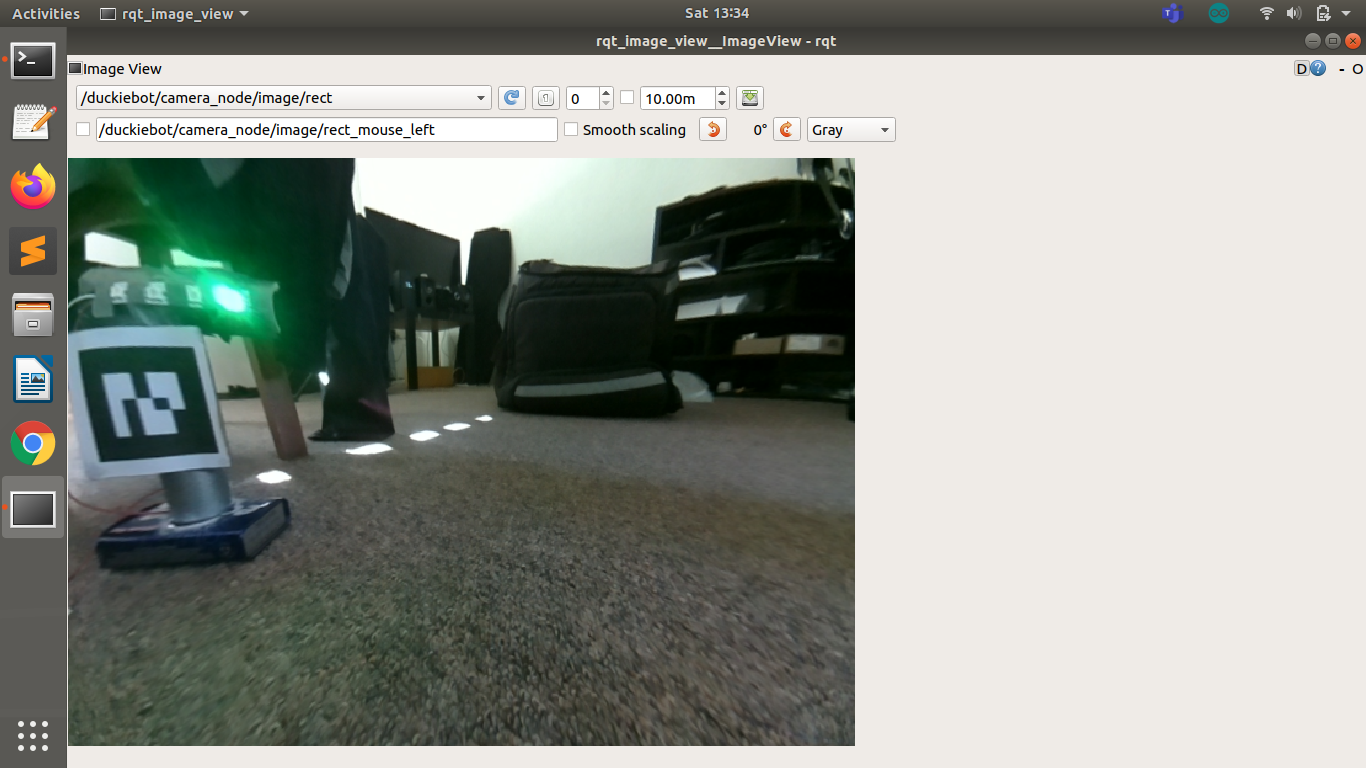 Activities rqt_image_view Sat 13:34
rqt_image_view__ImageView - rqt
Image View D ? - O
/duckiebot/camera_node/image/rect 0 10.00m
/duckiebot/camera_node/image/rect_mouse_left Smooth scaling 0° Gray